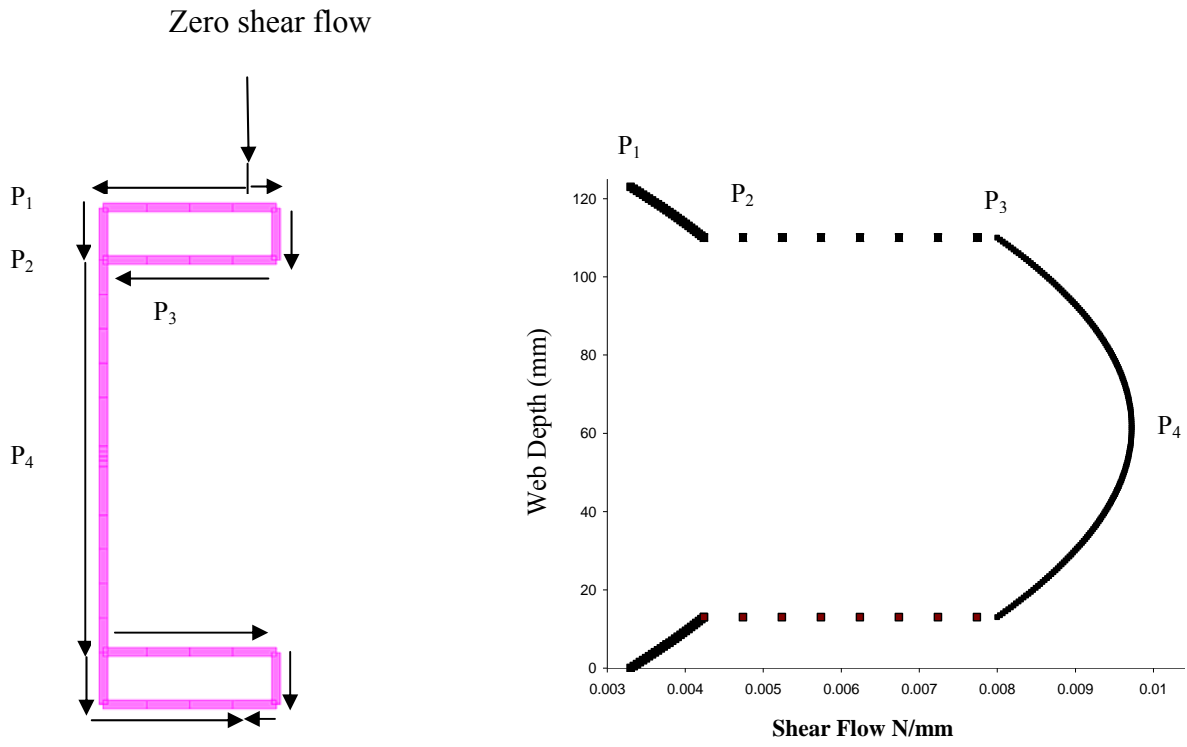 Zero shear flow
P₁
P₂
P₃
P₄
P₁
P₂
P₃
P₄
Web Depth (mm)
120
100
80
60
40
20
0
0.003 0.004 0.005 0.006 0.007 0.008 0.009 0.01
Shear Flow N/mm